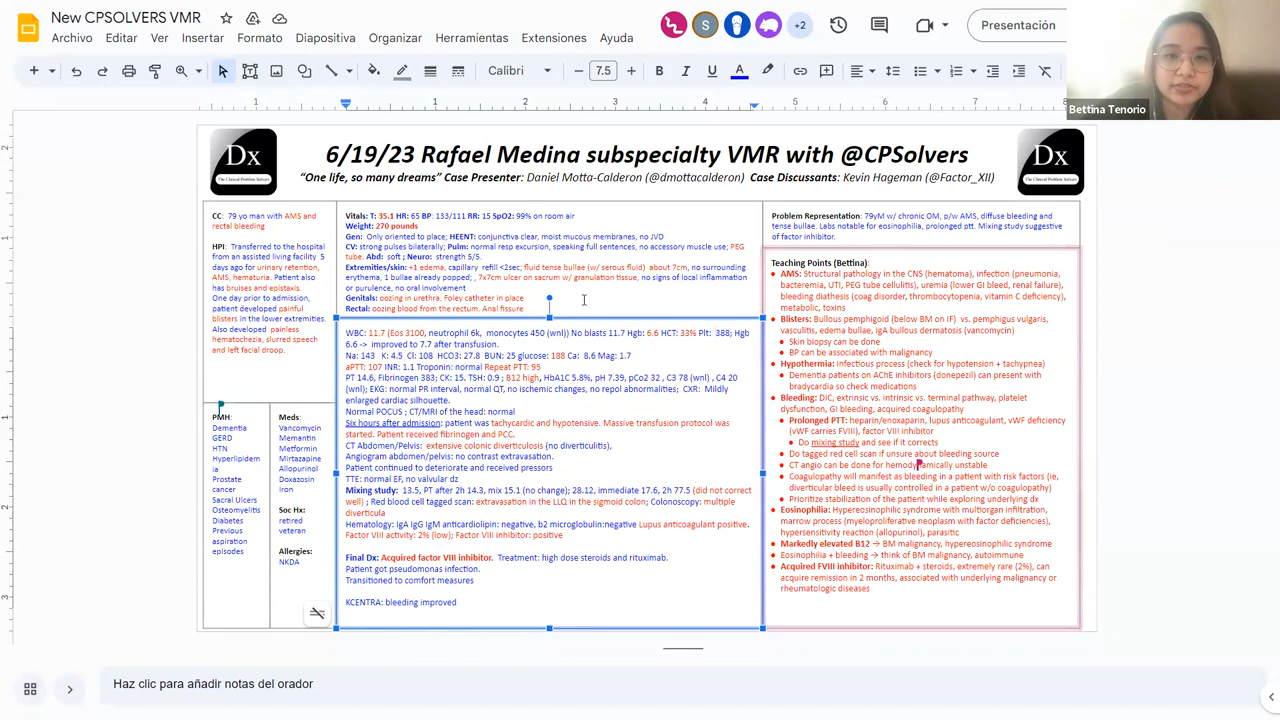 New CPSOLVERS VMR
Archivo Editar Ver Insertar Formato Diapositiva Organizar Herramientas Extensiones Ayuda
+2
Presentación
Calibri
7.5
Bettina Tenorio
1 1 2 3 4 5 6 7 8
2
1
1
2
3
Dx
The Clinical Problem Solvers
6/19/23 Rafael Medina subspecialty VMR with @CPSolvers
"One life, so many dreams" Case Presenter: Daniel Motta-Calderon (@dmottacalderon) Case Discussants: Kevin Hageman (@Factor_XII)
Dx
The Clinical Problem Solvers
CC: 79 yo man with AMS and
rectal bleeding
HPI: Transferred to the hospital
from an assisted living facility 5
days ago for urinary retention,
AMS, hematuria. Patient also
has bruises and epistaxis.
One day prior to admission,
patient developed painful
blisters in the lower extremities.
Also developed painless
hematochezia, slurred speech
and left facial droop.
PMH:
Dementia
GERD
HTN
Hyperlipidem
ia
Prostate
cancer
Sacral Ulcers
Osteomyelitis
Diabetes
Previous
aspiration
episodes
Meds:
Vancomycin
Memantin
Metformin
Mirtazapine
Allopurinol
Doxazosin
Iron
Soc Hx:
retired
veteran
Allergies:
NKDA
Vitals: T: 35.1 HR: 65 BP: 133/111 RR: 15 SpO2: 99% on room air
Weight: 270 pounds
Gen: Only oriented to place; HEENT: conjunctiva clear, moist mucous membranes, no JVD
CV: strong pulses bilaterally; Pulm: normal resp excursion, speaking full sentences, no accessory muscle use; PEG
tube. Abd: soft ; Neuro: strength 5/5.
Extremities/skin: +1 edema, capillary refill <2sec; fluid tense bullae (w/ serous fluid) about 7cm, no surrounding
erythema, 1 bullae already popped; , 7x7cm ulcer on sacrum w/ granulation tissue, no signs of local inflammation
or purulence, no oral involvement
Genitals: oozing in urethra. Foley catheter in place
Rectal: oozing blood from the rectum. Anal fissure
WBC: 11.7 (Eos 3100, neutrophil 6k, monocytes 450 (wnl)) No blasts 11.7 Hgb: 6.6 HCT: 33% Plt: 388; Hgb
6.6 -> improved to 7.7 after transfusion.
Na: 143 K: 4.5 Cl: 108 HCO3: 27.8 BUN: 25 glucose: 188 Ca: 8.6 Mag: 1.7
aPTT: 107 INR: 1.1 Troponin: normal Repeat PTT: 95
PT 14.6, Fibrinogen 383; CK: 15. TSH: 0.9 ; B12 high, HbA1C 5.8%, pH 7.39, pCo2 32 , C3 78 (wnl) , C4 20
(wnl); EKG: normal PR interval, normal QT, no ischemic changes, no repol abnormalities; CXR: Mildly
enlarged cardiac silhouette.
Normal POCUS ; CT/MRI of the head: normal
Six hours after admission: patient was tachycardic and hypotensive. Massive transfusion protocol was
started. Patient received fibrinogen and PCC.
CT Abdomen/Pelvis: extensive colonic diverticulosis (no diverticulitis),
Angiogram abdomen/pelvis: no contrast extravasation.
Patient continued to deteriorate and received pressors
TTE: normal EF, no valvular dz
Mixing study: 13.5, PT after 2h 14.3, mix 15.1 (no change); 28.12, immediate 17.6, 2h 77.5 (did not correct
well) ; Red blood cell tagged scan: extravasation in the LLQ in the sigmoid colon; Colonoscopy: multiple
diverticula
Hematology: IgA IgG IgM anticardiolipin: negative, b2 microglobulin:negative Lupus anticoagulant positive.
Factor VIII activity: 2% (low); Factor VIII inhibitor: positive
Final Dx: Acquired factor VIII inhibitor. Treatment: high dose steroids and rituximab.
Patient got pseudomonas infection.
Transitioned to comfort measures
KCENTRA: bleeding improved
Problem Representation: 79yM w/ chronic OM, p/w AMS, diffuse bleeding and
tense bullae. Labs notable for eosinophilia, prolonged ptt. Mixing study suggestive
of factor inhibitor.
Teaching Points (Bettina):
● AMS: Structural pathology in the CNS (hematoma), infection (pneumonia,
bacteremia, UTI, PEG tube cellulitis), uremia (lower GI bleed, renal failure),
bleeding diathesis (coag disorder, thrombocytopenia, vitamin C deficiency),
metabolic, toxins
● Blisters: Bullous pemphigoid (below BM on IF) vs. pemphigus vulgaris,
vasculitis, edema bullae, IgA bullous dermatosis (vancomycin)
● Skin biopsy can be done
● BP can be associated with malignancy
● Hypothermia: infectious process (check for hypotension + tachypnea)
● Dementia patients on AChE inhibitors (donepezil) can present with
bradycardia so check medications
● Bleeding: DIC, extrinsic vs. intrinsic vs. terminal pathway, platelet
dysfunction, GI bleeding, acquired coagulopathy
● Prolonged PTT: heparin/enoxaparin, lupus anticoagulant, vWF deficiency
(vWF carries FVIII), factor VIII inhibitor
● Do mixing study and see if it corrects
● Do tagged red cell scan if unsure about bleeding source
● CT angio can be done for hemodynamically unstable
● Coagulopathy will manifest as bleeding in a patient with risk factors (ie,
diverticular bleed is usually controlled in a patient w/o coagulopathy)
● Prioritize stabilization of the patient while exploring underlying dx
● Eosinophilia: Hypereosinophilic syndrome with multiorgan infiltration,
marrow process (myeloproliferative neoplasm with factor deficiencies),
hypersensitivity reaction (allopurinol), parasitic
● Markedly elevated B12 → BM malignancy, hypereosinophilic syndrome
● Eosinophilia + bleeding → think of BM malignancy, autoimmune
● Acquired FVIII inhibitor: Rituximab + steroids, extremely rare (2%), can
acquire remission in 2 months, associated with underlying malignancy or
rheumatologic diseases
Haz clic para añadir notas del orador